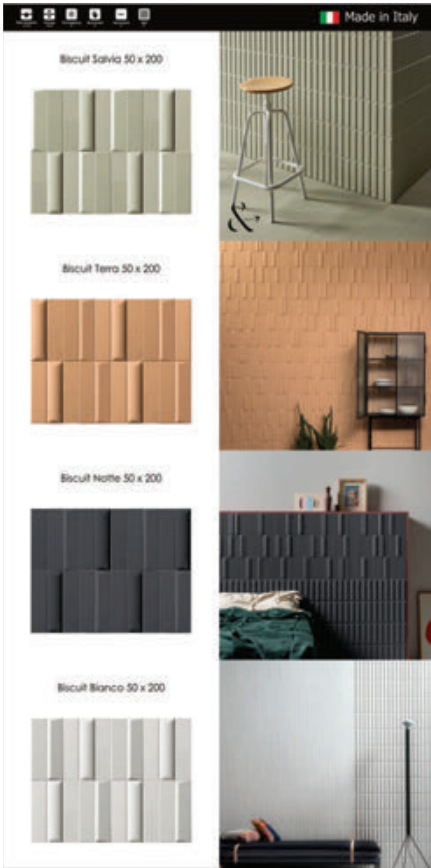 Made in Italy
Biscuit Salvia 50 x 200
&
Biscuit Terra 50 x 200
Biscuit Notte 50 x 200
Biscuit Bianco 50 x 200